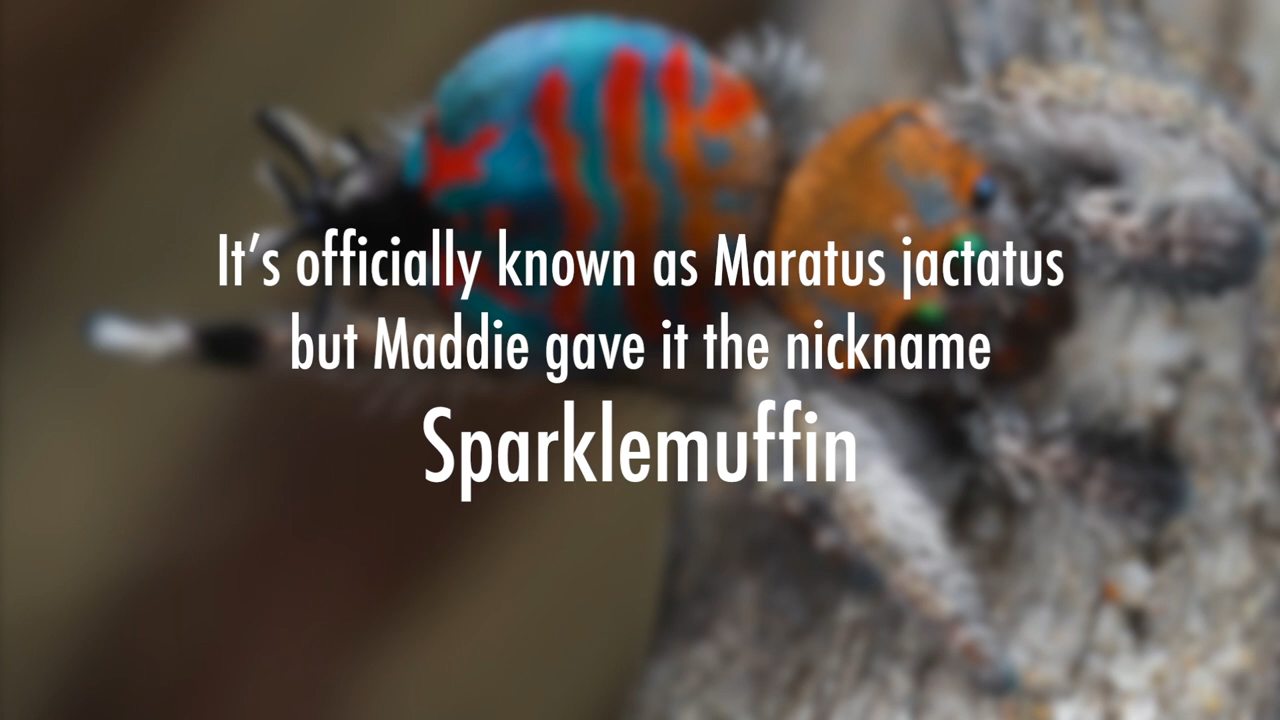 It’s officially known as Maratus jactatus
but Maddie gave it the nickname
Sparklemuffin